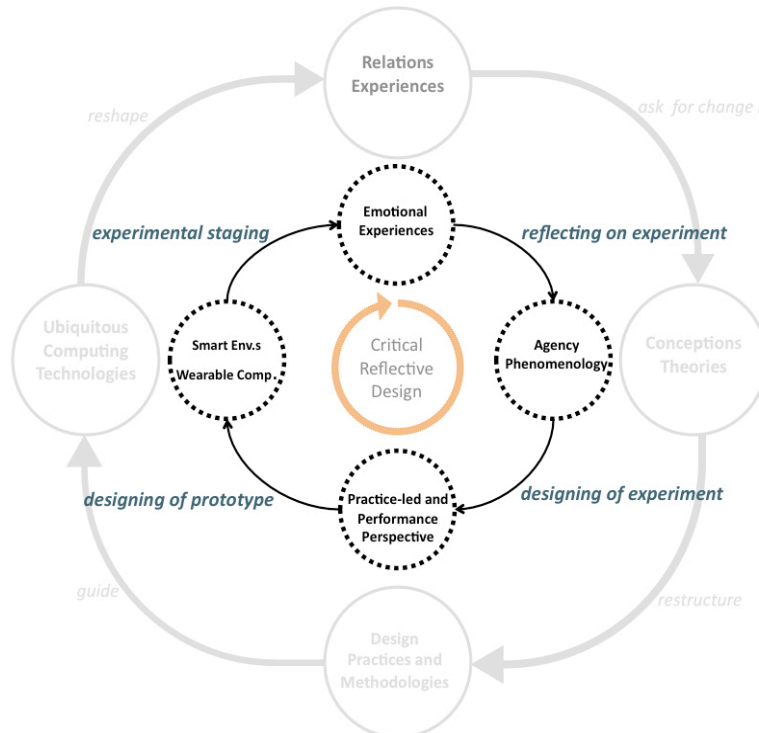 Relations
Experiences
reshape
ask for change
Emotional
Experiences
experimental staging
reflecting on experiment
Ubiquitous
Computing
Technologies
Smart Env.s
Wearable Comp.
Critical
Reflective
Design
Agency
Phenomenology
Conceptions
Theories
designing of prototype
Practice-led and
Performance
Perspective
designing of experiment
guide
restructure
Design
Practices and
Methodologies